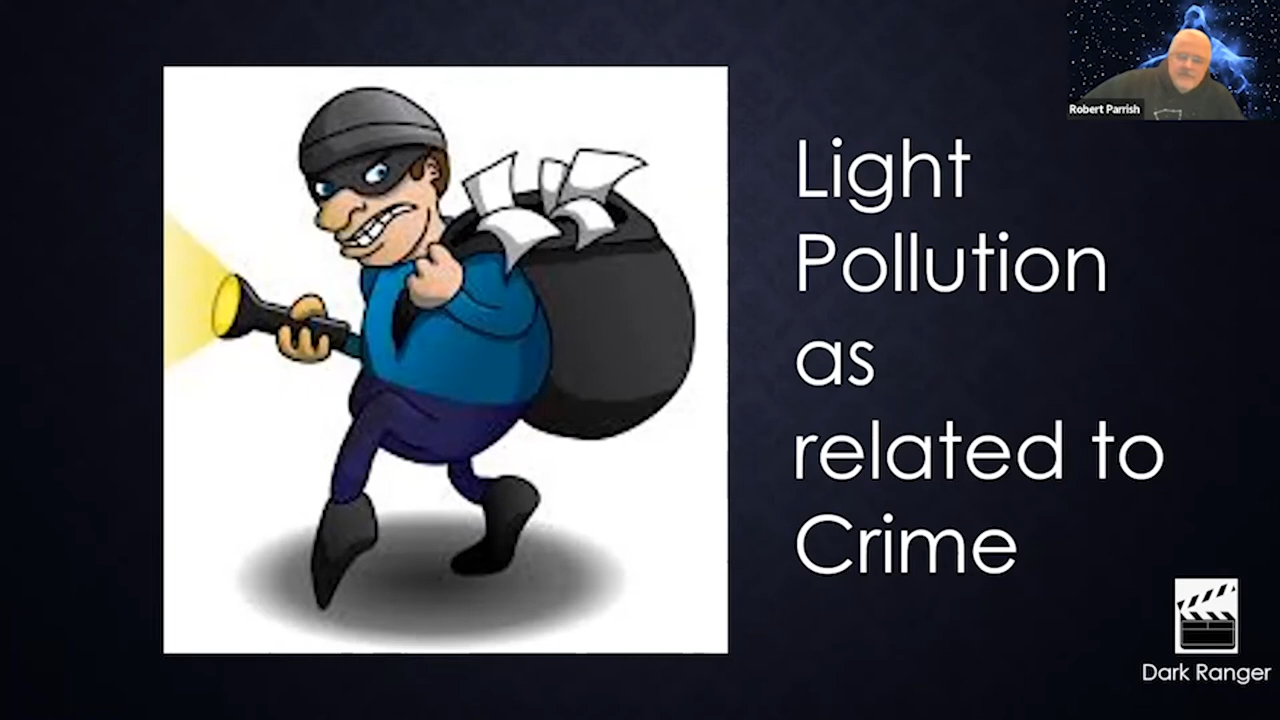 Robert Parrish
Light
Pollution
as
related to
Crime
Dark Ranger